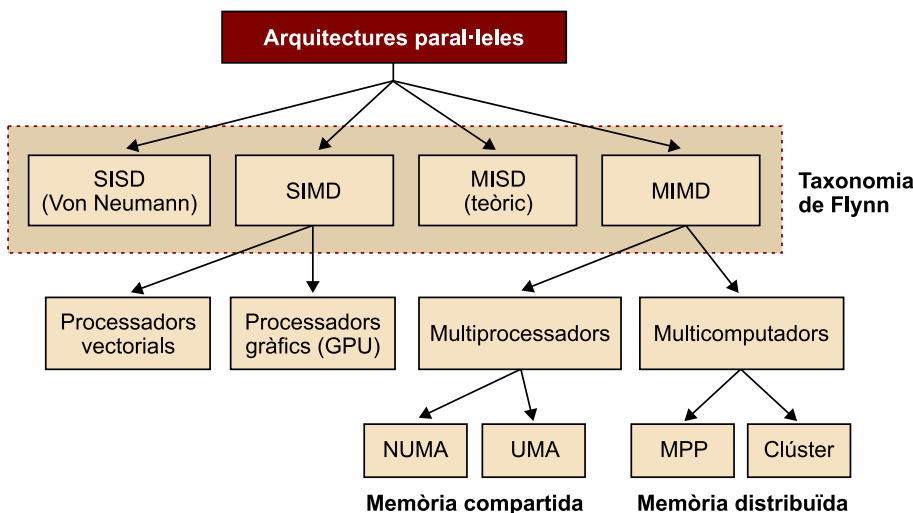 Arquitectures paral·leles
SISD
(Von Neumann)
SIMD
MISD
(teòric)
MIMD
Taxonomia
de Flynn
Processadors
vectorials
Processadors
gràfics (GPU)
Multiprocessadors
Multicomputadors
NUMA
UMA
MPP
Clúster
Memòria compartida
Memòria distribuïda